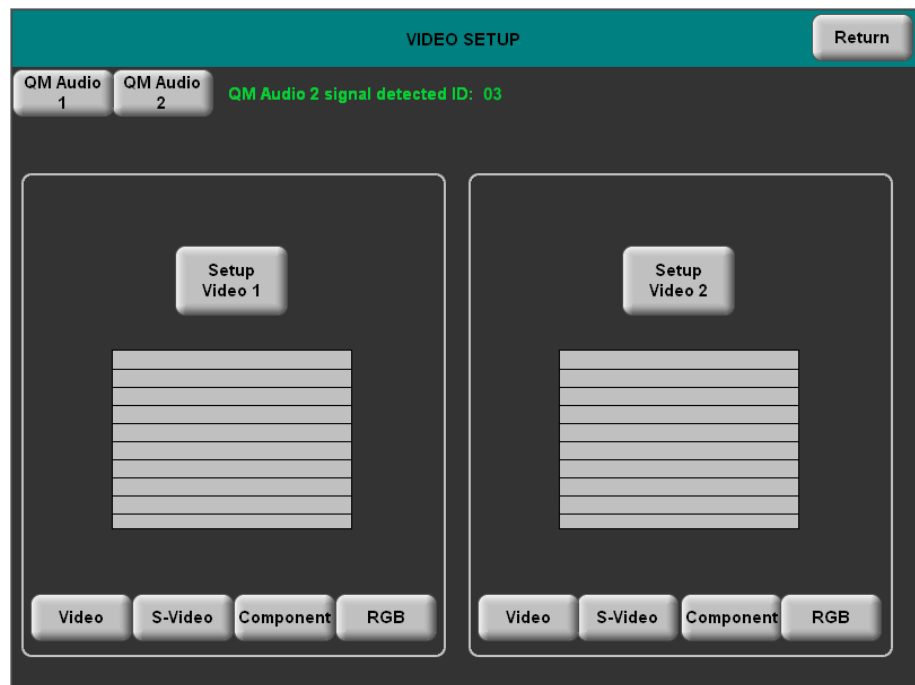 VIDEO SETUP
Return
QM Audio
1
QM Audio
2
QM Audio 2 signal detected ID: 03
Setup
Video 1
Setup
Video 2
Video
S-Video
Component
RGB
Video
S-Video
Component
RGB